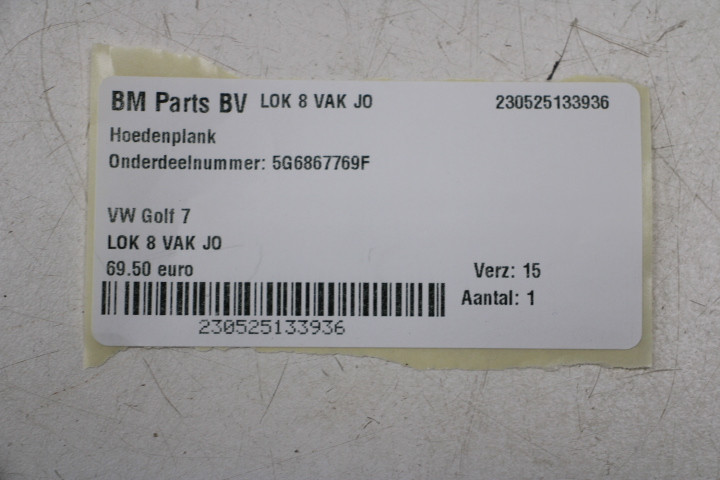 BM Parts BV LOK 8 VAK JO 230525133936
Hoedenplank
Onderdeelnummer: 5G6867769F
VW Golf 7
LOK 8 VAK JO
69.50 euro Verz: 15
Aantal: 1
230525133936